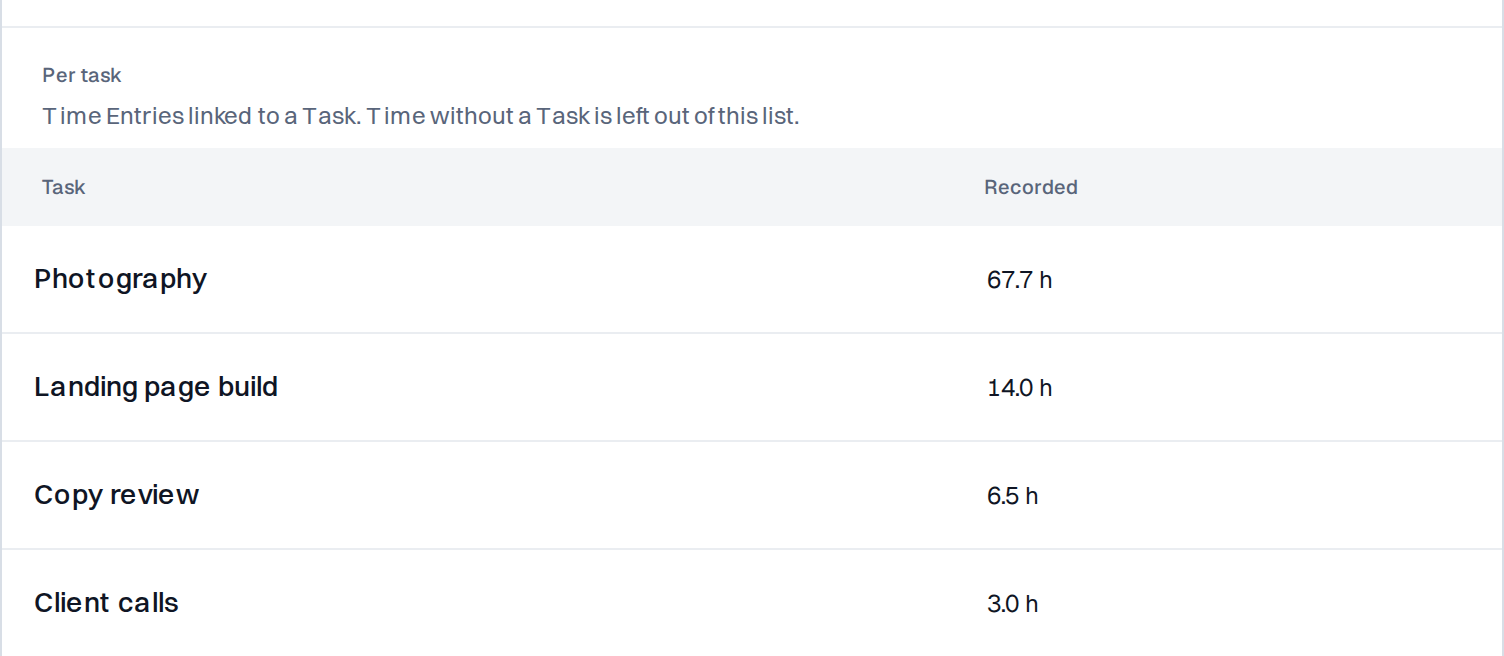 Per task
Time Entries linked to a Task. Time without a Task is left out of this list.
Task Recorded
Photography 67.7 h
Landing page build 14.0 h
Copy review 6.5 h
Client calls 3.0 h